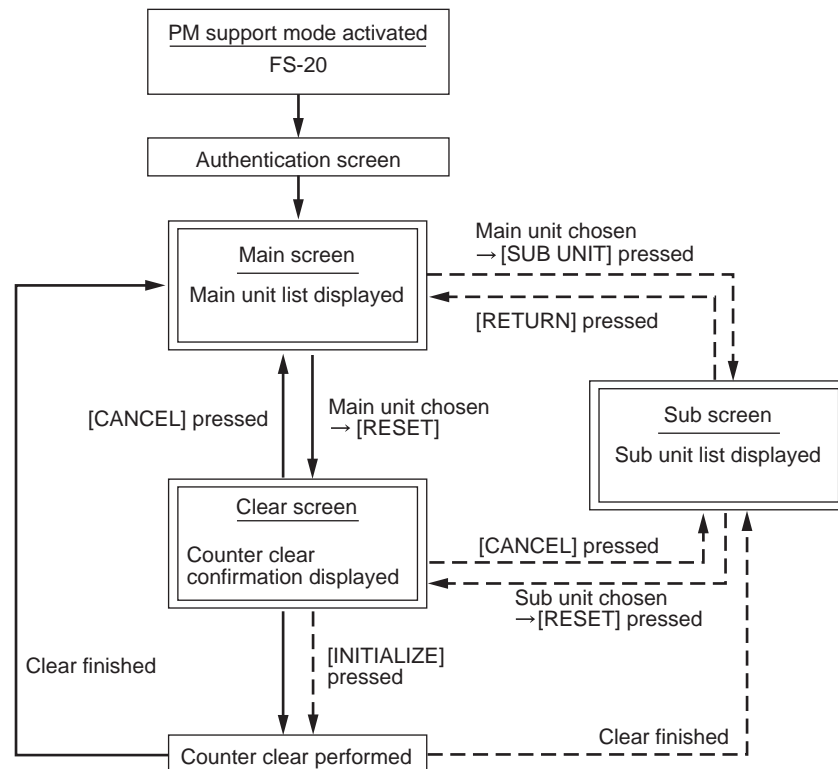 PM support mode activated
FS-20
Authentication screen
Main screen
Main unit list displayed
Main unit chosen
→ [SUB UNIT] pressed
[RETURN] pressed
[CANCEL] pressed
Main unit chosen
→ [RESET]
Sub screen
Sub unit list displayed
Clear screen
Counter clear
confirmation displayed
[CANCEL] pressed
Sub unit chosen
→[RESET] pressed
Clear finished
[INITIALIZE]
pressed
Clear finished
Counter clear performed